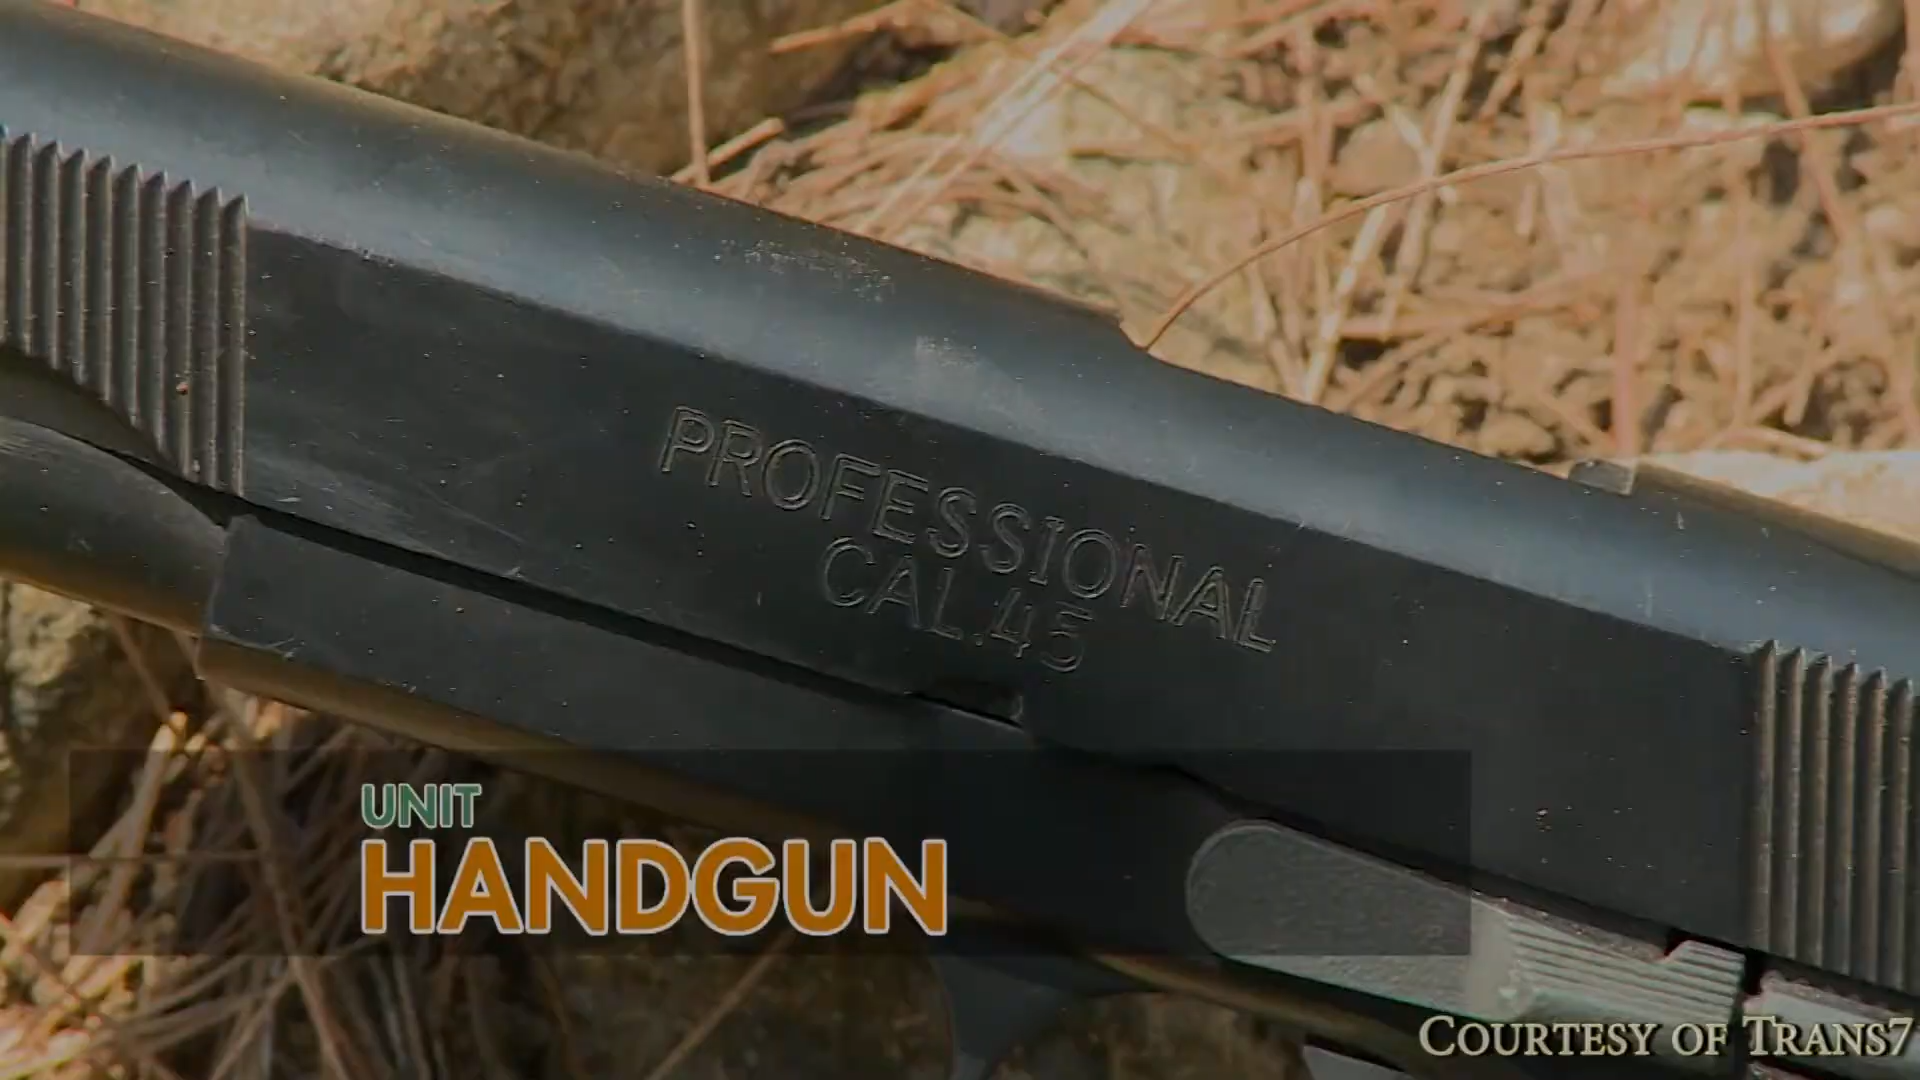 PROFESSIONAL
CAL.45
UNIT
HANDGUN
COURTESY OF TRANS7